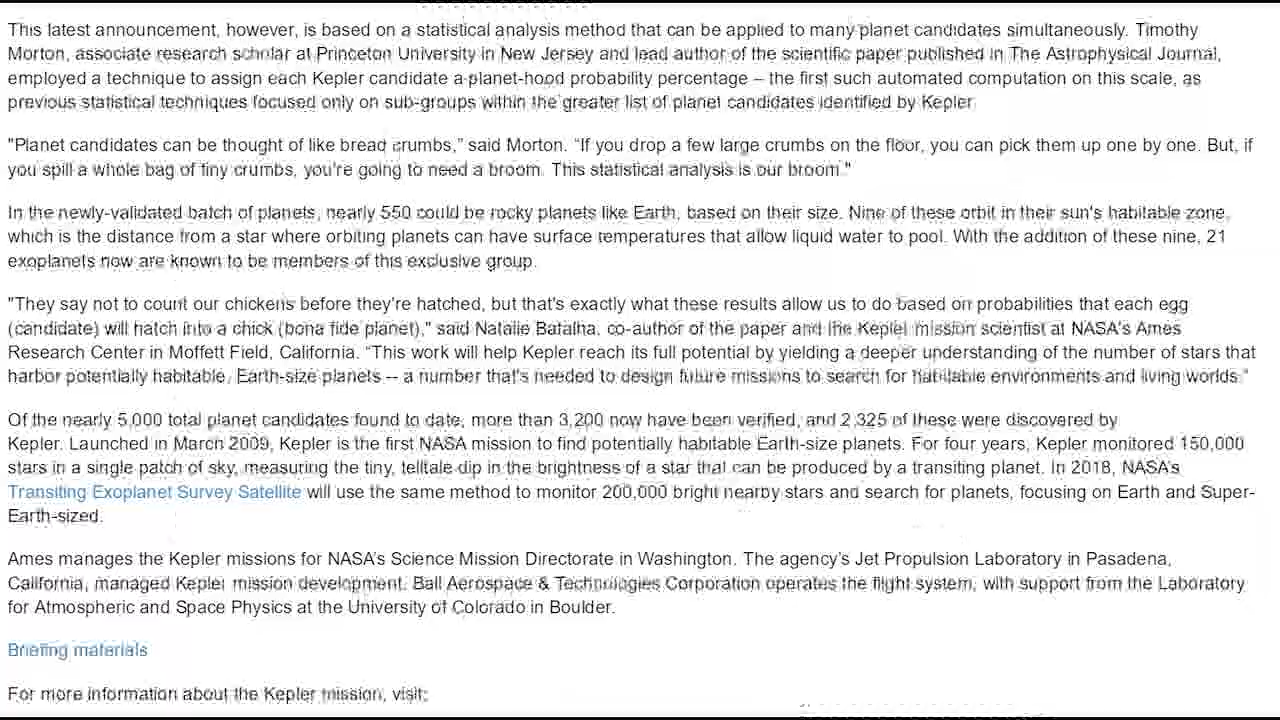 This latest announcement, however, is based on a statistical analysis method that can be applied to many planet candidates simultaneously. Timothy
Morton, associate research scholar at Princeton University in New Jersey and lead author of the scientific paper published in The Astrophysical Journal,
employed a technique to assign each Kepler candidate a planet-hood probability percentage – the first such automated computation on this scale, as
previous statistical techniques focused only on sub-groups within the greater list of planet candidates identified by Kepler.
"Planet candidates can be thought of like bread crumbs,” said Morton. “If you drop a few large crumbs on the floor, you can pick them up one by one. But, if
you spill a whole bag of tiny crumbs, you're going to need a broom. This statistical analysis is our broom."
In the newly-validated batch of planets, nearly 550 could be rocky planets like Earth, based on their size. Nine of these orbit in their sun's habitable zone,
which is the distance from a star where orbiting planets can have surface temperatures that allow liquid water to pool. With the addition of these nine, 21
exoplanets now are known to be members of this exclusive group.
"They say not to count our chickens before they're hatched, but that's exactly what these results allow us to do based on probabilities that each egg
(candidate) will hatch into a chick (bona fide planet)," said Natalie Batalha, co-author of the paper and the Kepler mission scientist at NASA's Ames
Research Center in Moffett Field, California. “This work will help Kepler reach its full potential by yielding a deeper understanding of the number of stars that
harbor potentially habitable, Earth-size planets -- a number that's needed to design future missions to search for habitable environments and living worlds.”
Of the nearly 5,000 total planet candidates found to date, more than 3,200 now have been verified, and 2,325 of these were discovered by
Kepler. Launched in March 2009, Kepler is the first NASA mission to find potentially habitable Earth-size planets. For four years, Kepler monitored 150,000
stars in a single patch of sky, measuring the tiny, telltale dip in the brightness of a star that can be produced by a transiting planet. In 2018, NASA’s
Transiting Exoplanet Survey Satellite will use the same method to monitor 200,000 bright nearby stars and search for planets, focusing on Earth and Super-
Earth-sized.
Ames manages the Kepler missions for NASA’s Science Mission Directorate in Washington. The agency’s Jet Propulsion Laboratory in Pasadena,
California, managed Kepler mission development. Ball Aerospace & Technologies Corporation operates the flight system, with support from the Laboratory
for Atmospheric and Space Physics at the University of Colorado in Boulder.
Briefing materials
For more information about the Kepler mission, visit: